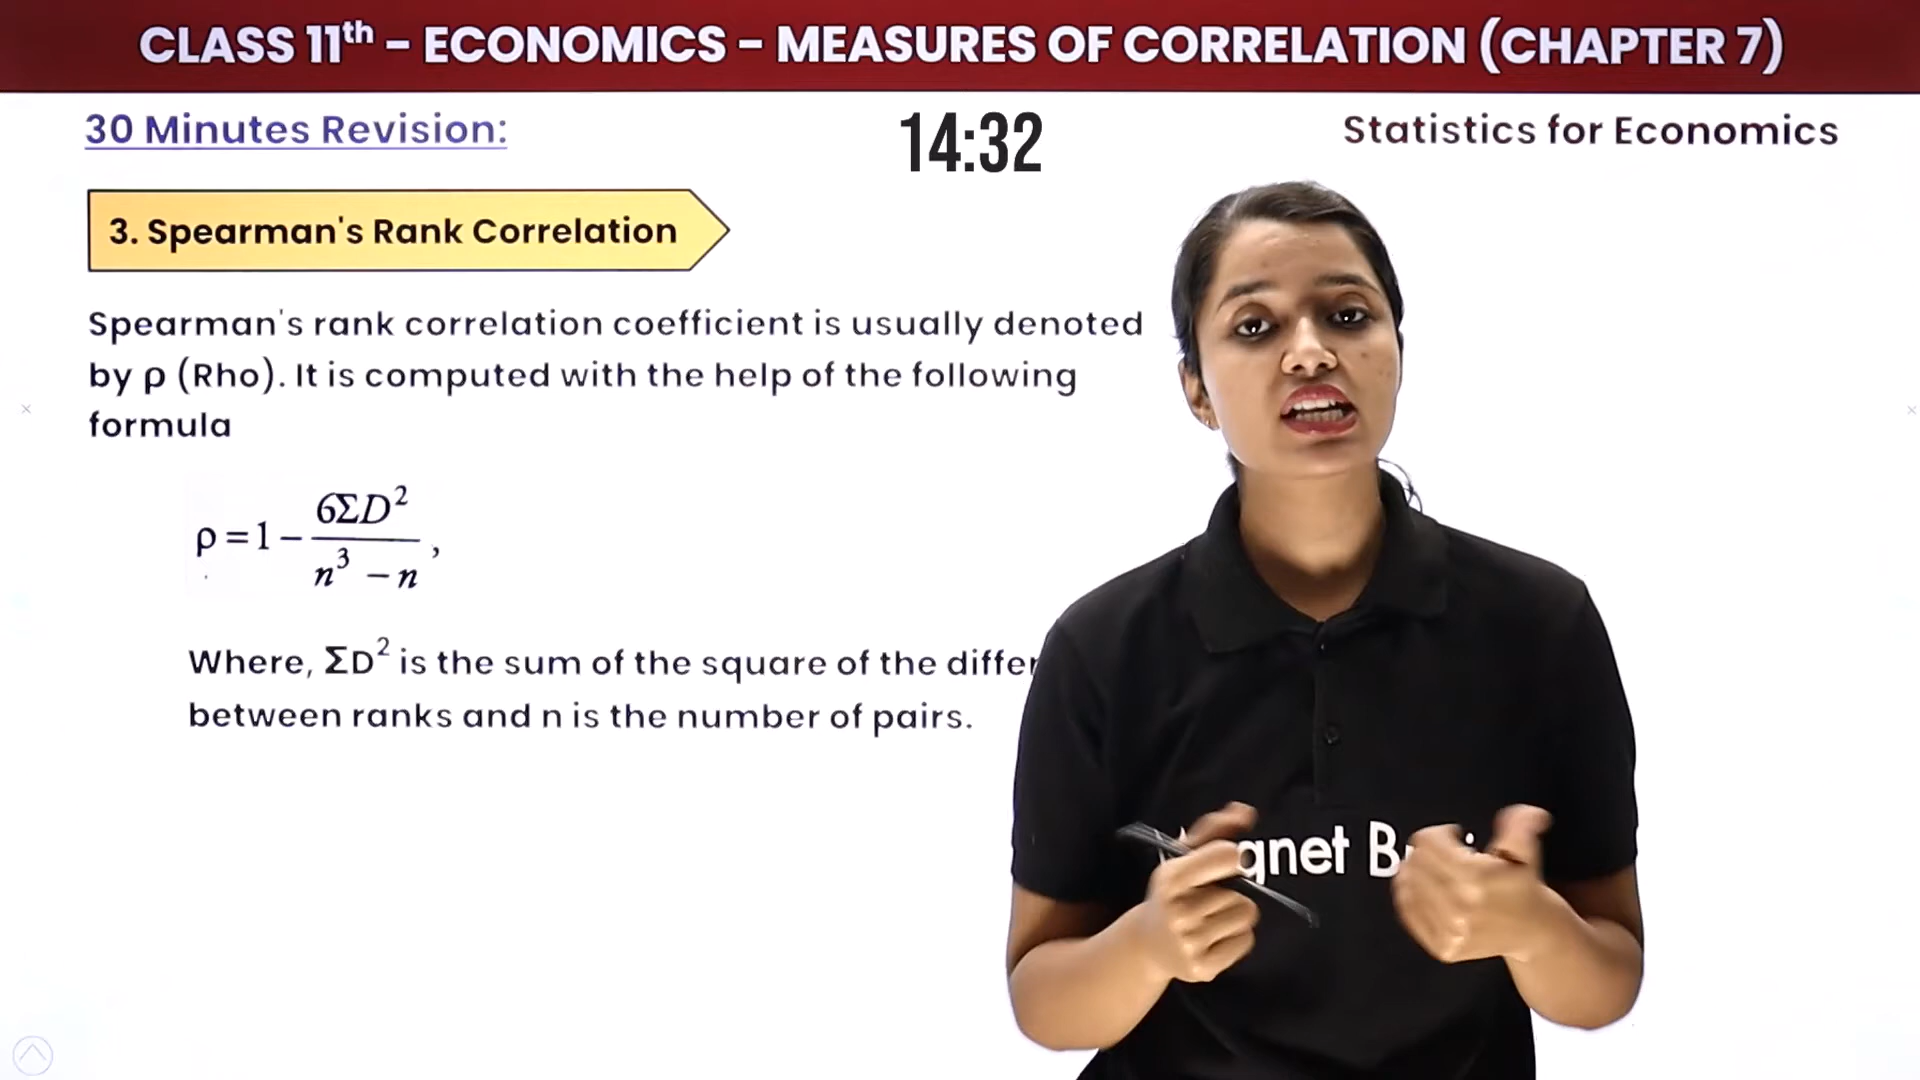 CLASS 11th – ECONOMICS – MEASURES OF CORRELATION (CHAPTER 7)
30 Minutes Revision:
14:32
Statistics for Economics
3. Spearman's Rank Correlation
Spearman's rank correlation coefficient is usually denoted
by ρ (Rho). It is computed with the help of the following
formula
ρ = 1 – 6ΣD² / n³ – n ,
Where, ΣD² is the sum of the square of the
between ranks and n is the number of pairs.